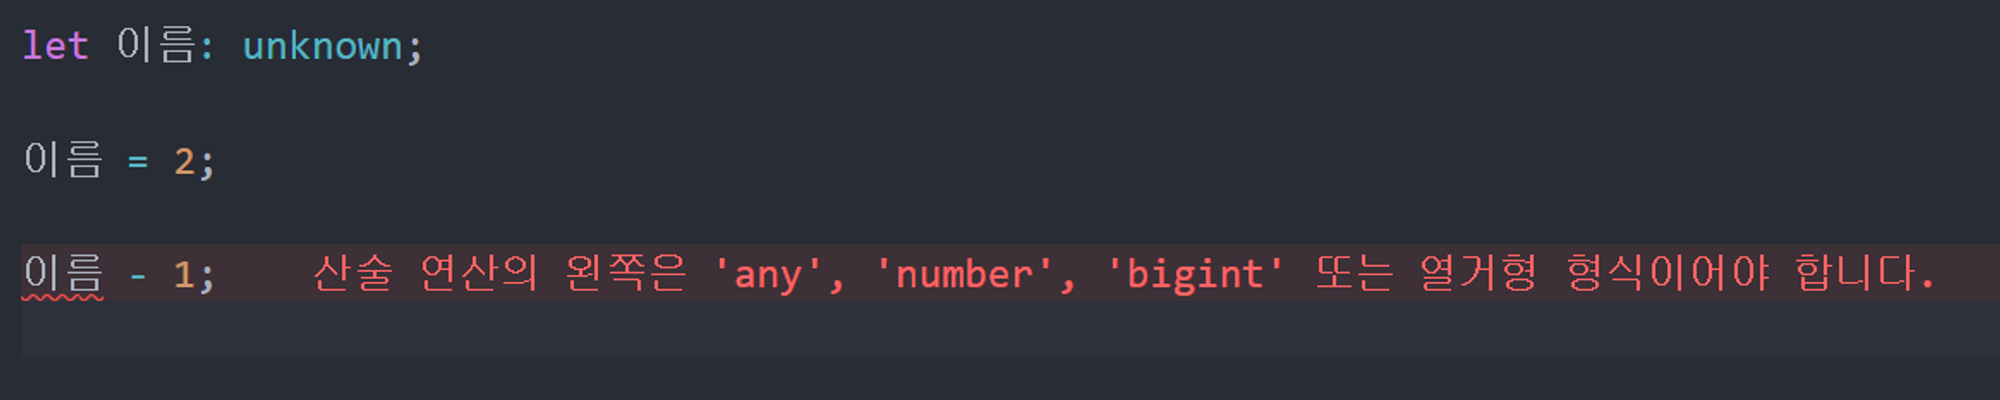 let 이름: unknown;
이름 = 2;
이름 - 1; 산술 연산의 왼쪽은 'any', 'number', 'bigint' 또는 열거형 형식이어야 합니다.